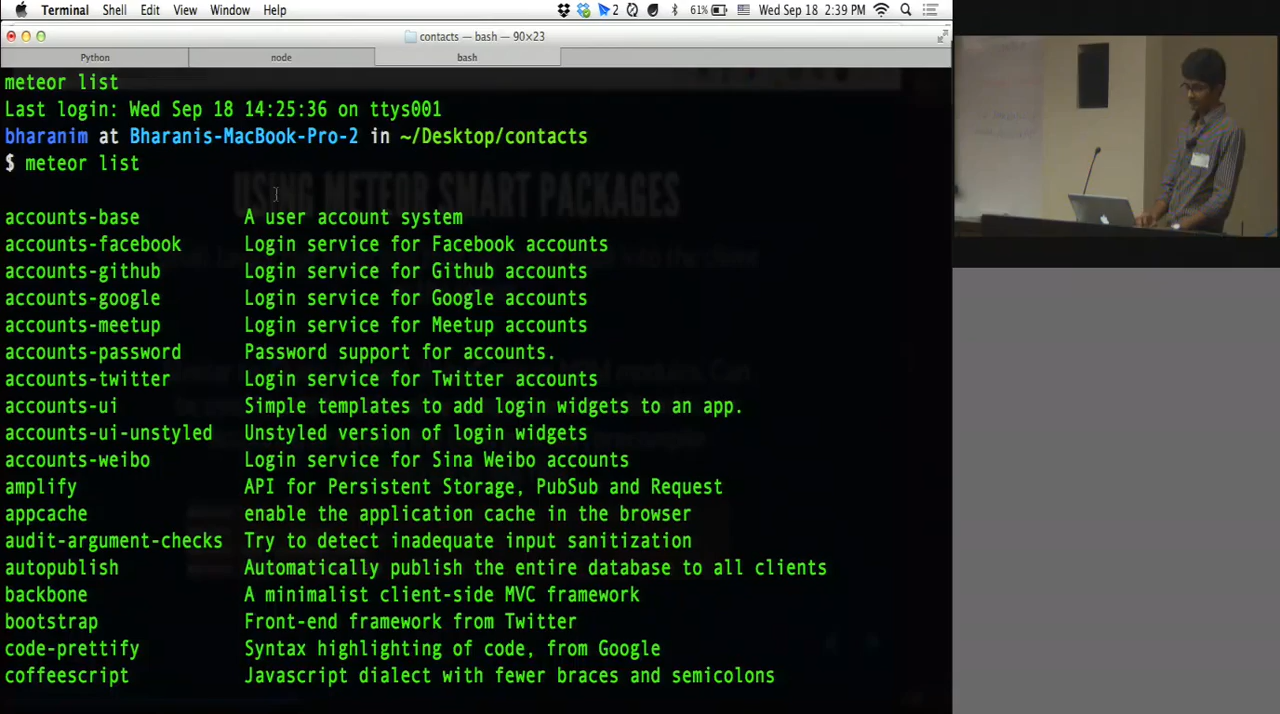 Terminal Shell Edit View Window Help 2 61% Wed Sep 18 2:39 PM
contacts — bash — 90×23
Python node bash
meteor list
Last login: Wed Sep 18 14:25:36 on ttys001
bharanim at Bharanis-MacBook-Pro-2 in ~/Desktop/contacts
$ meteor list
USING METEOR SMART PACKAGES
accounts-base A user account system
accounts-facebook Login service for Facebook accounts
accounts-github Login service for Github accounts
accounts-google Login service for Google accounts
accounts-meetup Login service for Meetup accounts
accounts-password Password support for accounts.
accounts-twitter Login service for Twitter accounts
accounts-ui Simple templates to add login widgets to an app.
accounts-ui-unstyled Unstyled version of login widgets
accounts-weibo Login service for Sina Weibo accounts
amplify API for Persistent Storage, PubSub and Request
appcache enable the application cache in the browser
audit-argument-checks Try to detect inadequate input sanitization
autopublish Automatically publish the entire database to all clients
backbone A minimalist client-side MVC framework
bootstrap Front-end framework from Twitter
code-prettify Syntax highlighting of code, from Google
coffeescript Javascript dialect with fewer braces and semicolons